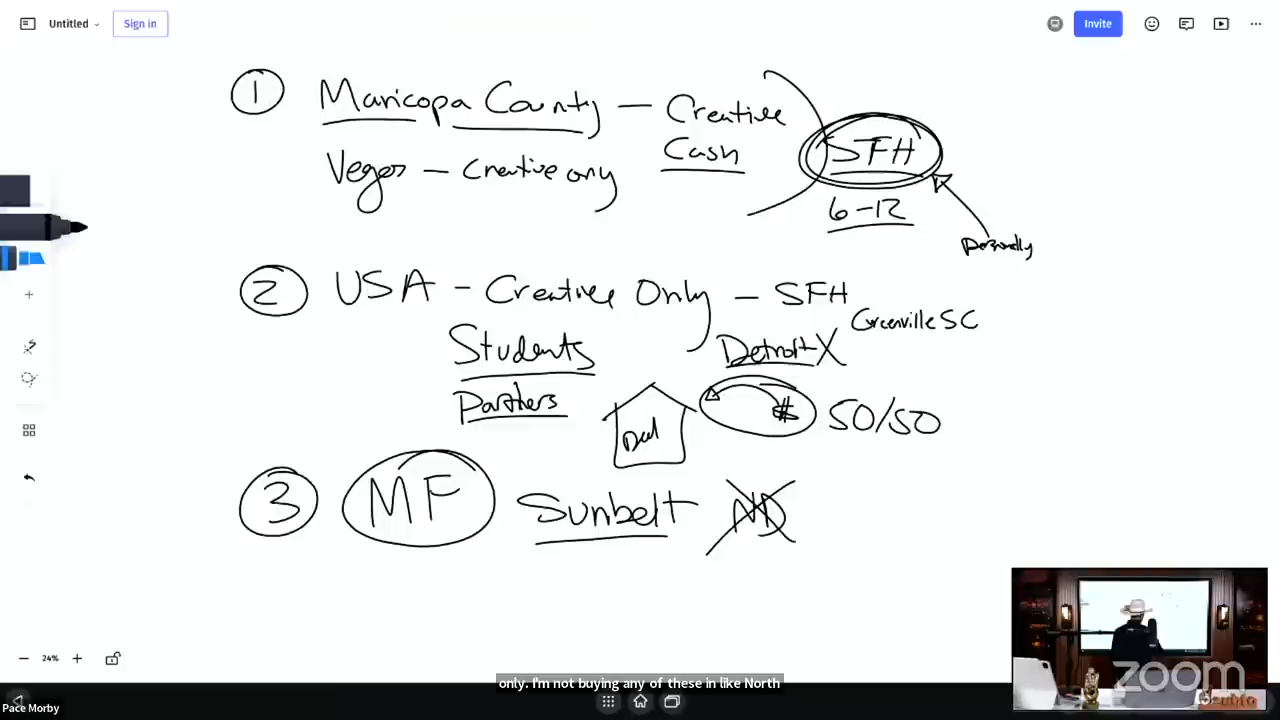 Untitled
Sign in
Invite
1 Maricopa County — Creative
Cash
Vegas — Creative only
SFH
6-12
personally
2 USA - Creative Only - SFH
Greenville SC
Students
Detroit X
Partners
Deal
$ 50/50
3 MF Sunbelt ND
24%
zoom
only. I'm not buying any of these in like North
Pace Morby